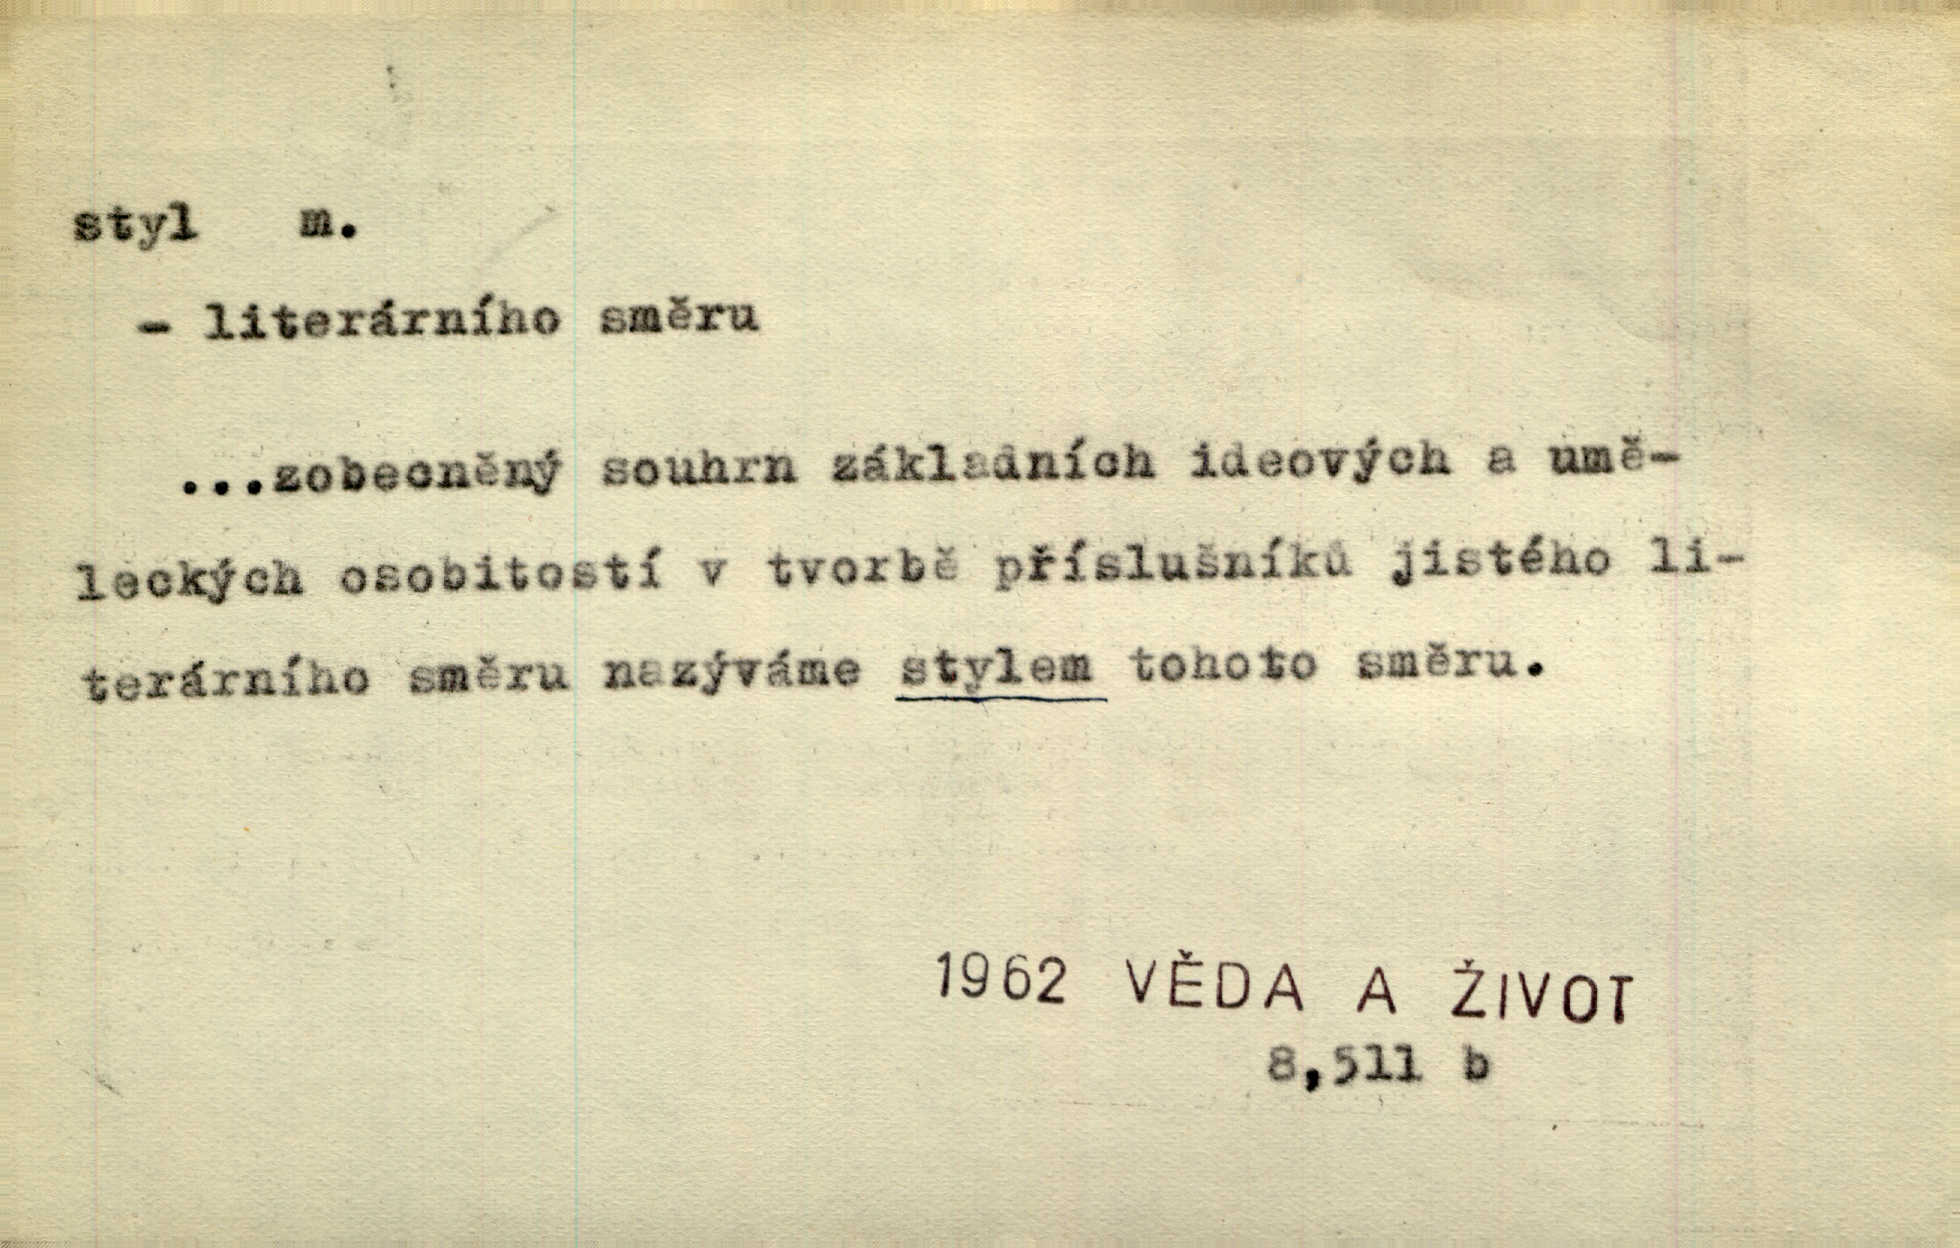 styl m.
- literárního směru
...zobecněný souhrn základních ideových a umě-
leckých osobitostí v tvorbě příslušníků jistého li-
terárního směru nazýváme stylem tohoto směru.
1962 VĚDA A ŽIVOT
8,511 b